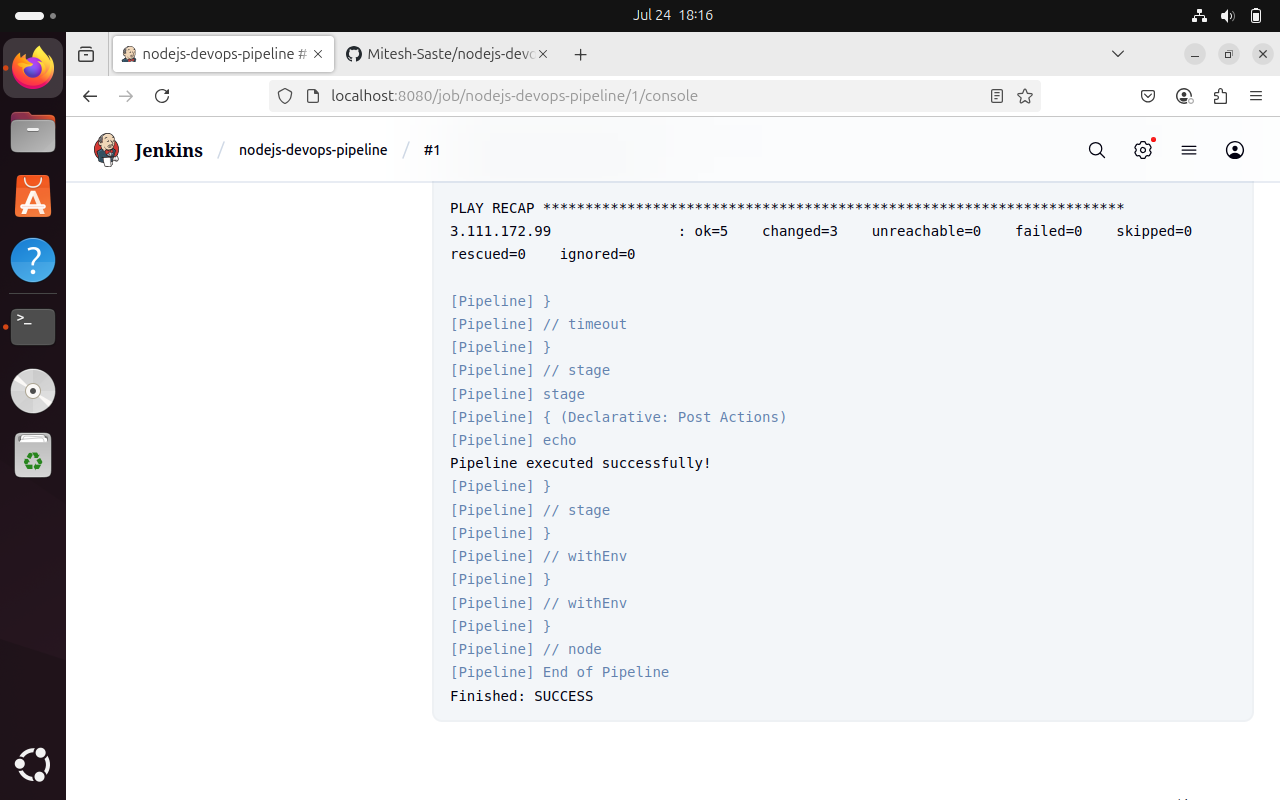 Jul 24 18:16
nodejs-devops-pipeline #
Mitesh-Saste/nodejs-devo
localhost:8080/job/nodejs-devops-pipeline/1/console
Jenkins / nodejs-devops-pipeline / #1
PLAY RECAP *********************************************************************
3.111.172.99               : ok=5    changed=3    unreachable=0    failed=0    skipped=0
rescued=0    ignored=0
[Pipeline] }
[Pipeline] // timeout
[Pipeline] }
[Pipeline] // stage
[Pipeline] stage
[Pipeline] { (Declarative: Post Actions)
[Pipeline] echo
Pipeline executed successfully!
[Pipeline] }
[Pipeline] // stage
[Pipeline] }
[Pipeline] // withEnv
[Pipeline] }
[Pipeline] // withEnv
[Pipeline] }
[Pipeline] // node
[Pipeline] End of Pipeline
Finished: SUCCESS